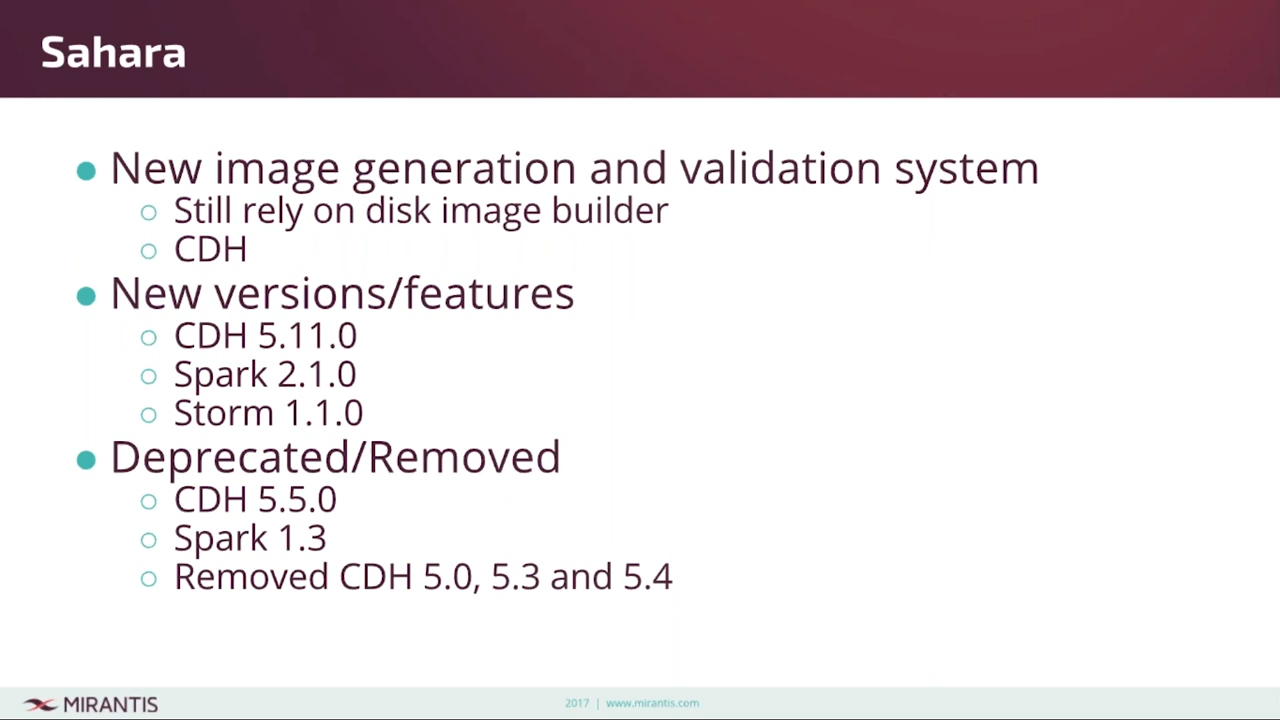 Sahara
● New image generation and validation system
○ Still rely on disk image builder
○ CDH
● New versions/features
○ CDH 5.11.0
○ Spark 2.1.0
○ Storm 1.1.0
● Deprecated/Removed
○ CDH 5.5.0
○ Spark 1.3
○ Removed CDH 5.0, 5.3 and 5.4
MIRANTIS
2017 | www.mirantis.com